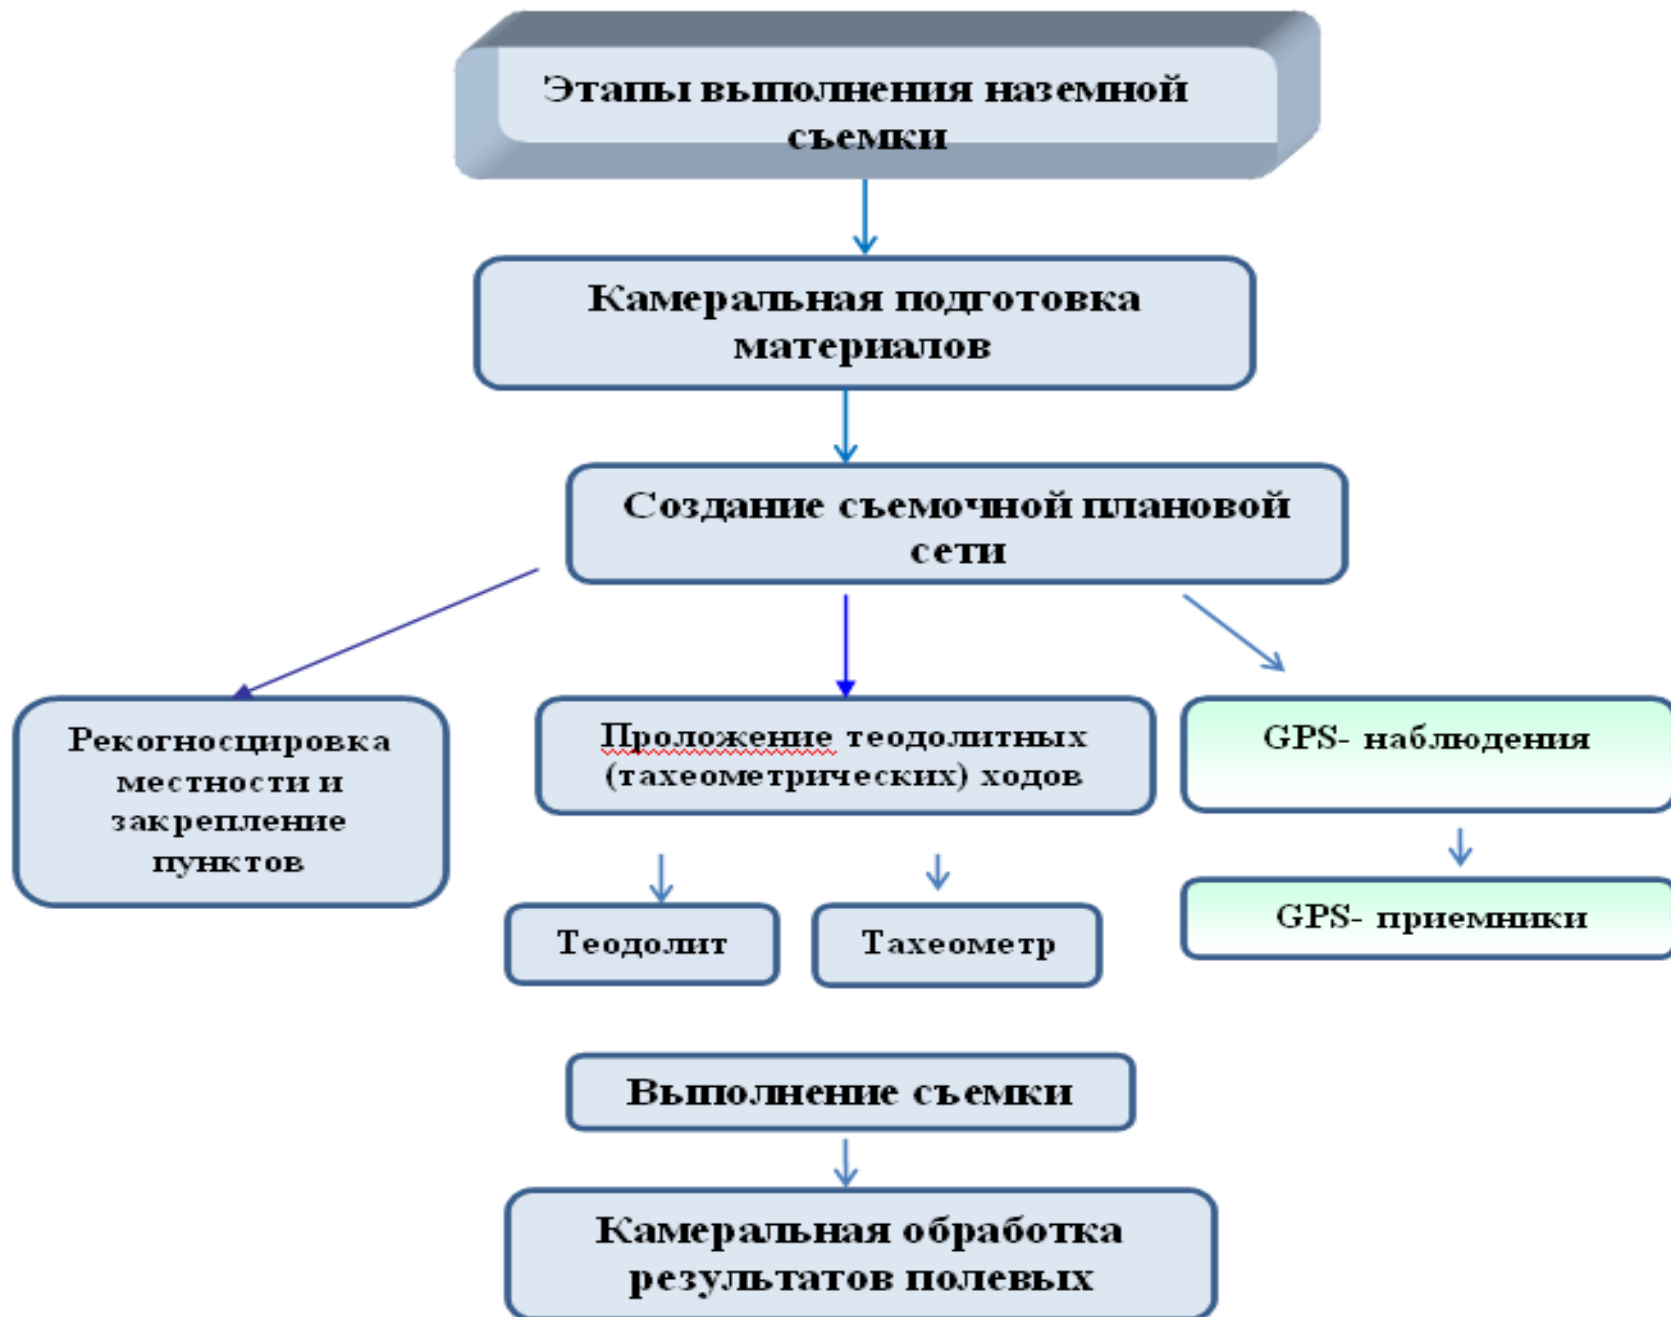 Этапы выполнения наземной
съемки
Камеральная подготовка
материалов
Создание съемочной плановой
сети
Рекогносцировка
местности и
закрепление
пунктов
Проложение теодолитных
(тахеометрических) ходов
GPS- наблюдения
Теодолит
Тахеометр
GPS- приемники
Выполнение съемки
Камеральная обработка
результатов полевых